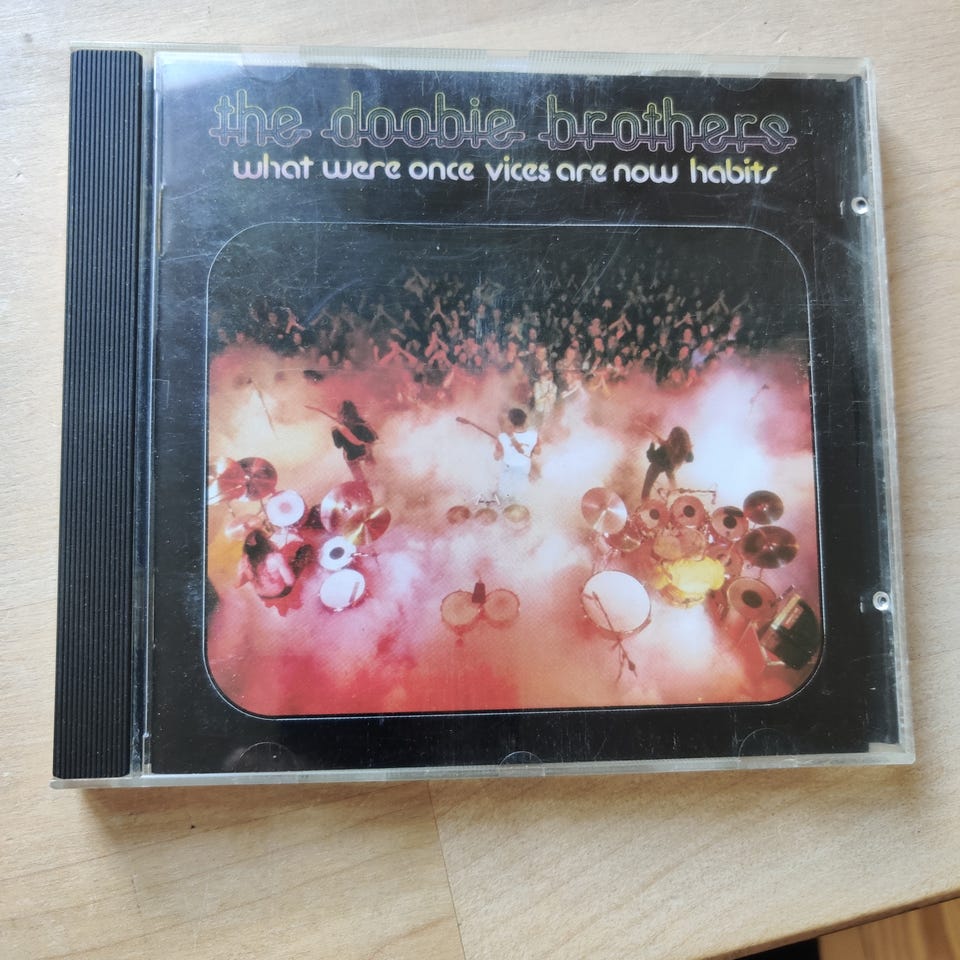 the doobie brothers
what were once vices are now habits